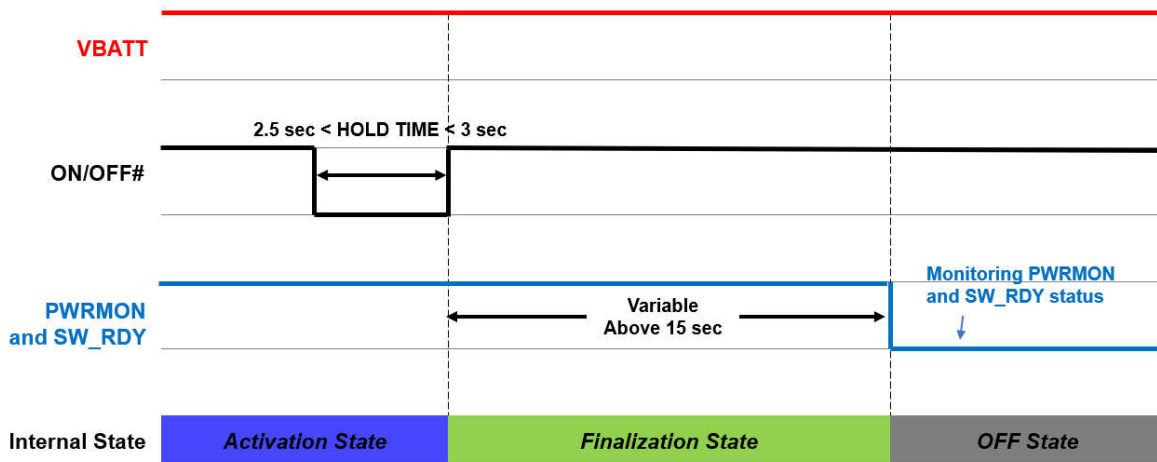 VBATT
2.5 sec < HOLD TIME < 3 sec
ON/OFF#
Monitoring PWRMON
and SW_RDY status
PWRMON
and SW_RDY
Variable
Above 15 sec
Internal State
Activation State
Finalization State
OFF State